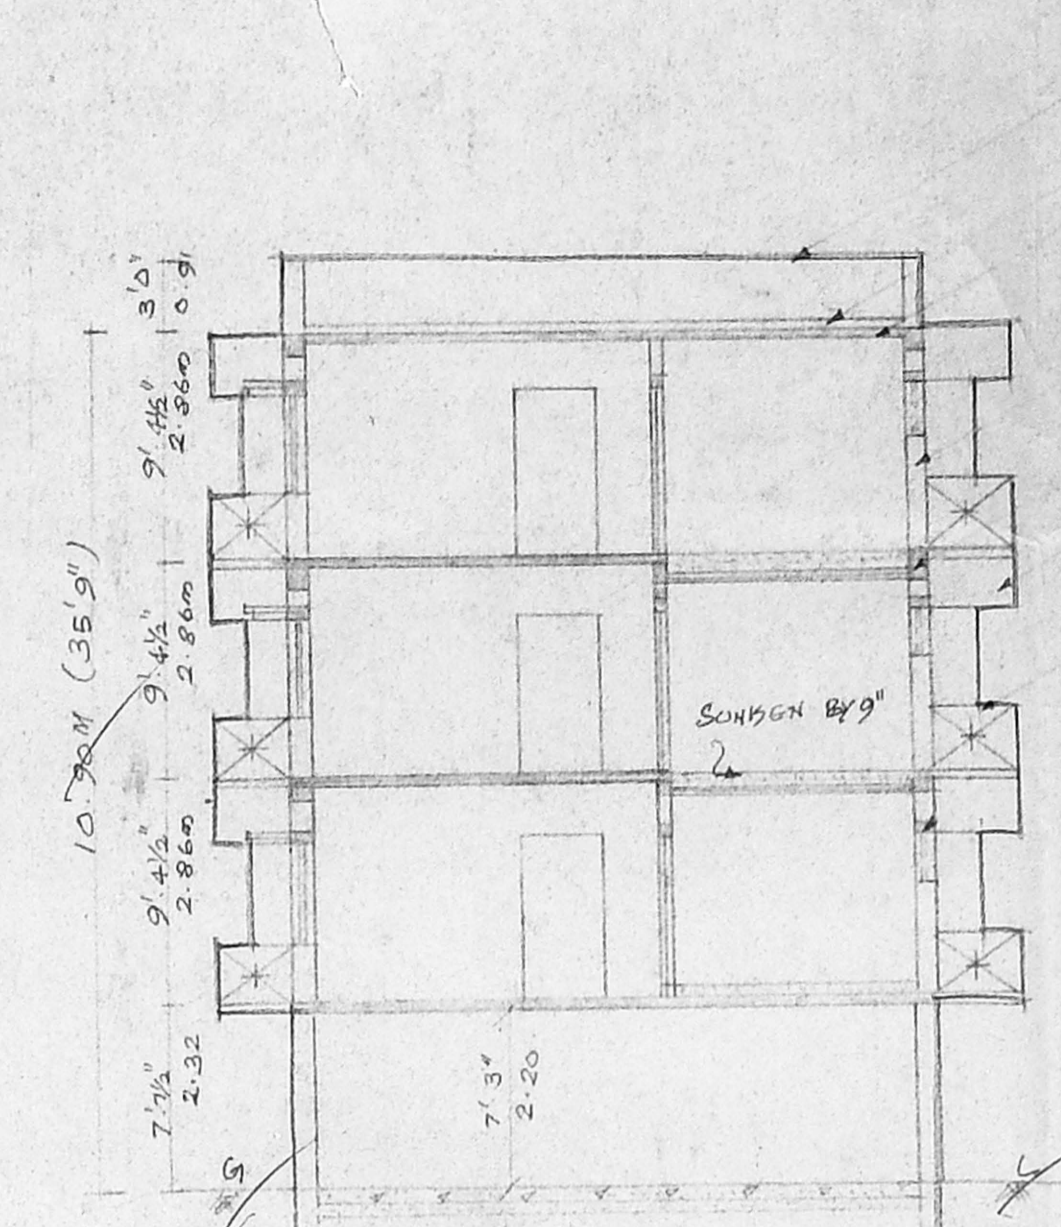 3'0"
0.91
9'.4½"
2.86m
10.90M (35'9")
9'.4½"
2.86m
SUNKEN BY 9"
9'.4½"
2.86m
7'.7½"
2.32
7'.3"
2.20
G
L